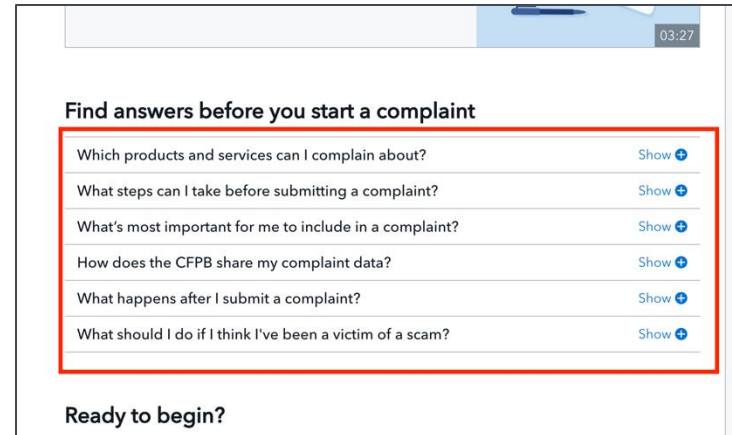 03:27
Find answers before you start a complaint
Which products and services can I complain about? Show
What steps can I take before submitting a complaint? Show
What's most important for me to include in a complaint? Show
How does the CFPB share my complaint data? Show
What happens after I submit a complaint? Show
What should I do if I think I've been a victim of a scam? Show
Ready to begin?